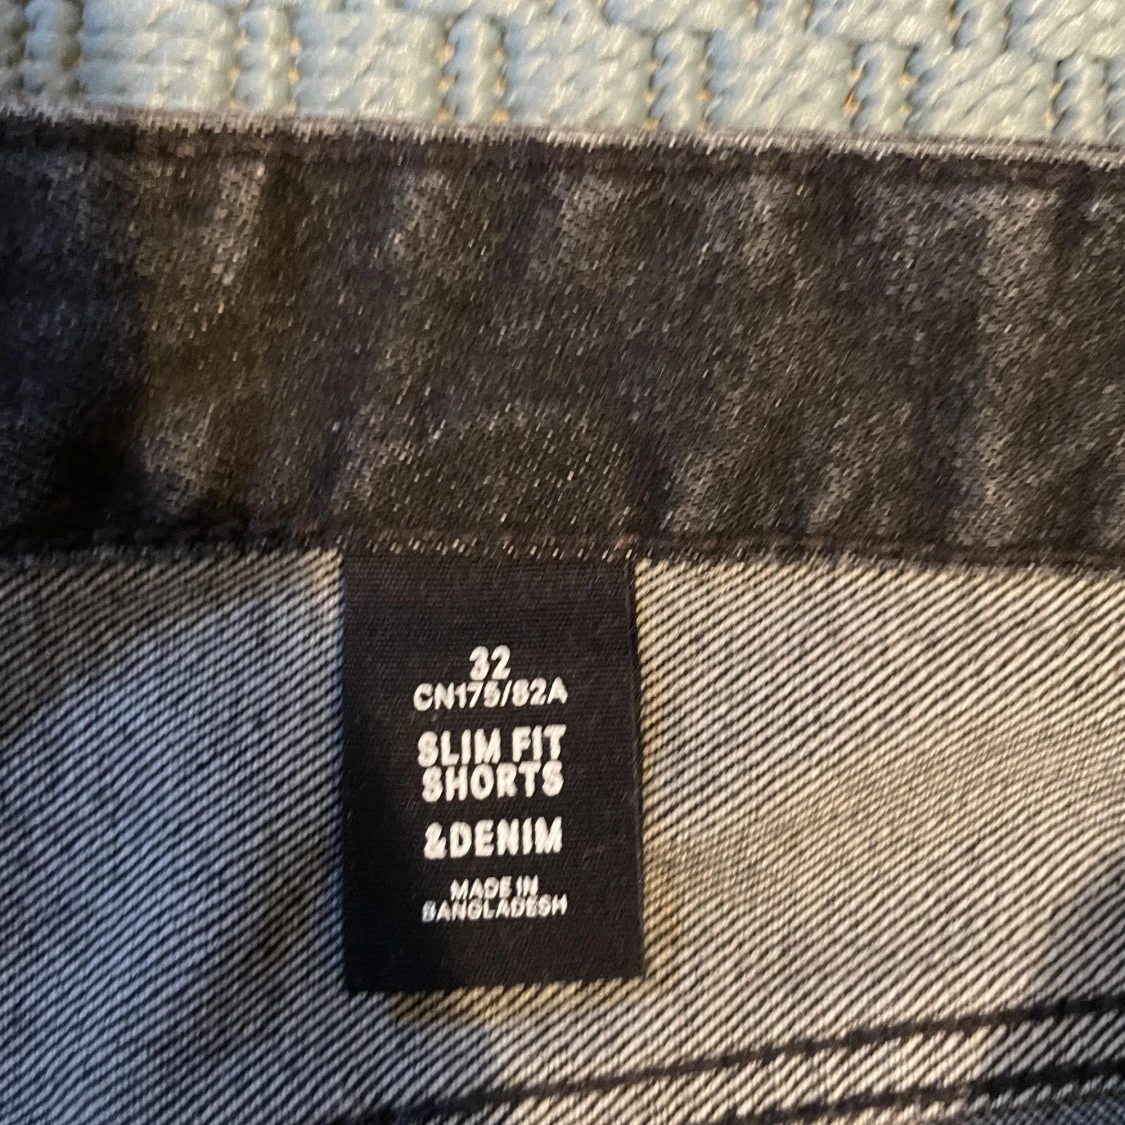 32
CN175/82A
SLIM FIT
SHORTS
&DENIM
MADE IN
BANGLADESH